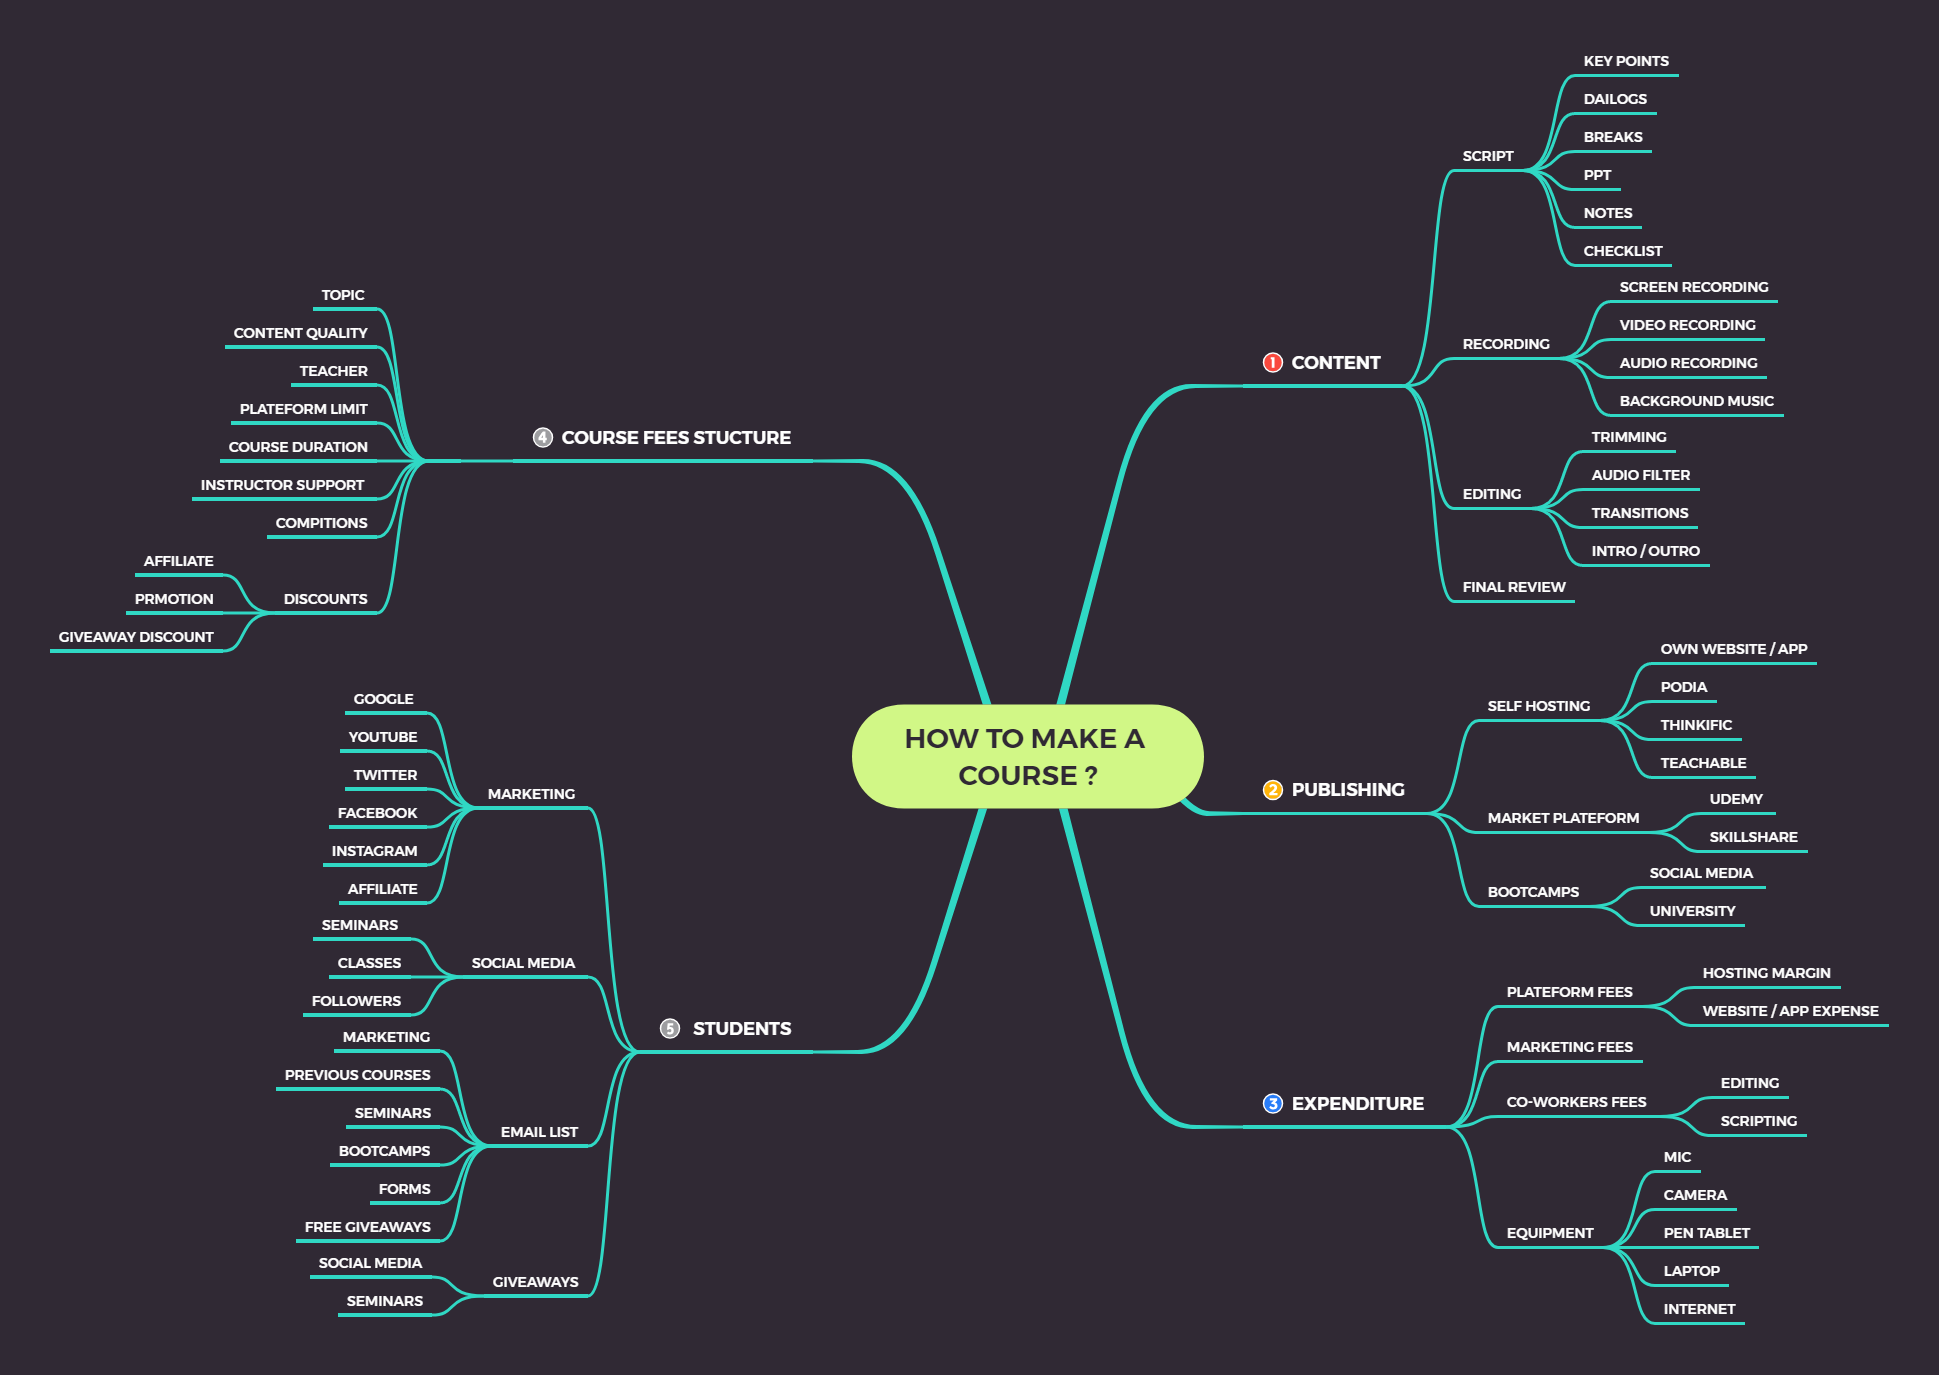 HOW TO MAKE A
COURSE ?
1 CONTENT
SCRIPT
KEY POINTS
DAILOGS
BREAKS
PPT
NOTES
CHECKLIST
RECORDING
SCREEN RECORDING
VIDEO RECORDING
AUDIO RECORDING
BACKGROUND MUSIC
EDITING
TRIMMING
AUDIO FILTER
TRANSITIONS
INTRO / OUTRO
FINAL REVIEW
2 PUBLISHING
SELF HOSTING
OWN WEBSITE / APP
PODIA
THINKIFIC
TEACHABLE
MARKET PLATEFORM
UDEMY
SKILLSHARE
BOOTCAMPS
SOCIAL MEDIA
UNIVERSITY
3 EXPENDITURE
PLATEFORM FEES
HOSTING MARGIN
WEBSITE / APP EXPENSE
MARKETING FEES
CO-WORKERS FEES
EDITING
SCRIPTING
EQUIPMENT
MIC
CAMERA
PEN TABLET
LAPTOP
INTERNET
4 COURSE FEES STUCTURE
TOPIC
CONTENT QUALITY
TEACHER
PLATEFORM LIMIT
COURSE DURATION
INSTRUCTOR SUPPORT
COMPITIONS
DISCOUNTS
AFFILIATE
PRMOTION
GIVEAWAY DISCOUNT
5 STUDENTS
MARKETING
GOOGLE
YOUTUBE
TWITTER
FACEBOOK
INSTAGRAM
AFFILIATE
SOCIAL MEDIA
SEMINARS
CLASSES
FOLLOWERS
EMAIL LIST
MARKETING
PREVIOUS COURSES
SEMINARS
BOOTCAMPS
FORMS
FREE GIVEAWAYS
GIVEAWAYS
SOCIAL MEDIA
SEMINARS